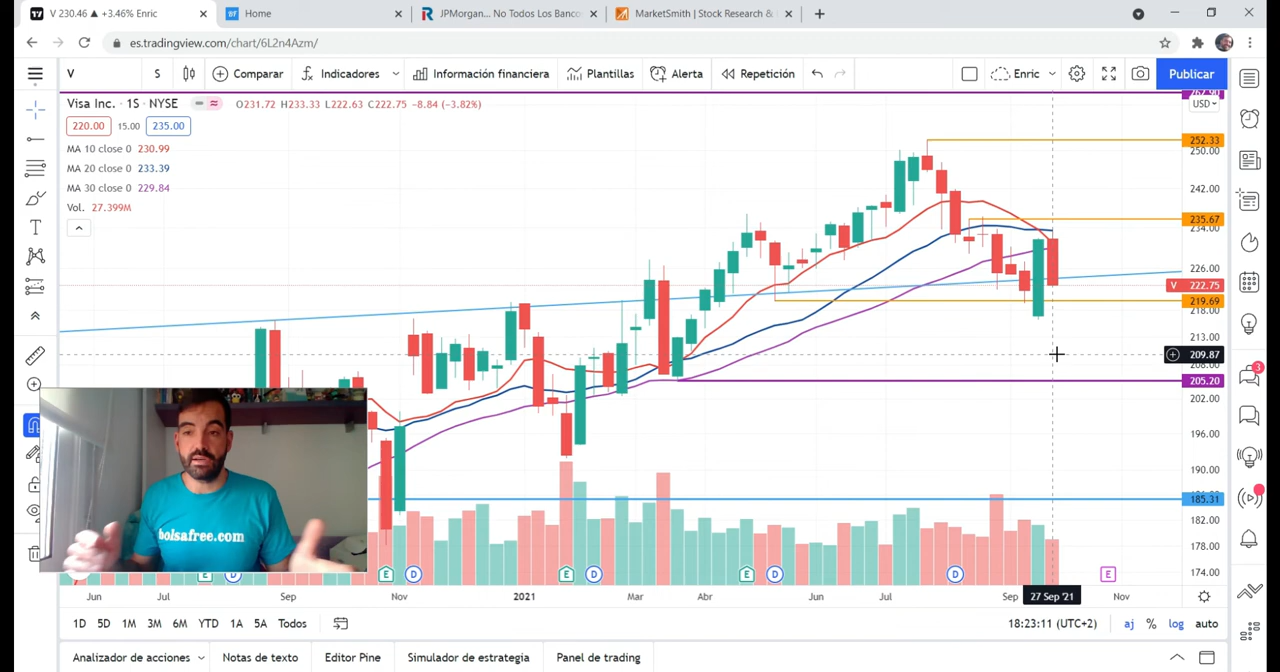 V 230.46 ▲ +3.46% Enric
Home
JPMorgan... No Todos Los Banco
MarketSmith | Stock Research &
es.tradingview.com/chart/6L2n4Azm/
V
S
Comparar
Indicadores
Información financiera
Plantillas
Alerta
Repetición
Enric
Publicar
Visa Inc. · 1S · NYSE
O231.72 H233.33 L222.63 C222.75 -8.84 (-3.82%)
220.00 15.00 235.00
MA 10 close 0 230.99
MA 20 close 0 233.39
MA 30 close 0 229.84
Vol. 27.399M
USD
252.33
250.00
242.00
235.67
234.00
226.00
V 222.75
219.69
218.00
213.00
209.87
205.20
202.00
196.00
190.00
185.31
182.00
178.00
174.00
3
bolsafree.com
E D E D E D E D D E
Jun Jul Sep Nov 2021 Mar Abr Jun Jul Sep 27 Sep '21 Nov
1D 5D 1M 3M 6M YTD 1A 5A Todos
18:23:11 (UTC+2)
aj % log auto
Analizador de acciones
Notas de texto
Editor Pine
Simulador de estrategia
Panel de trading